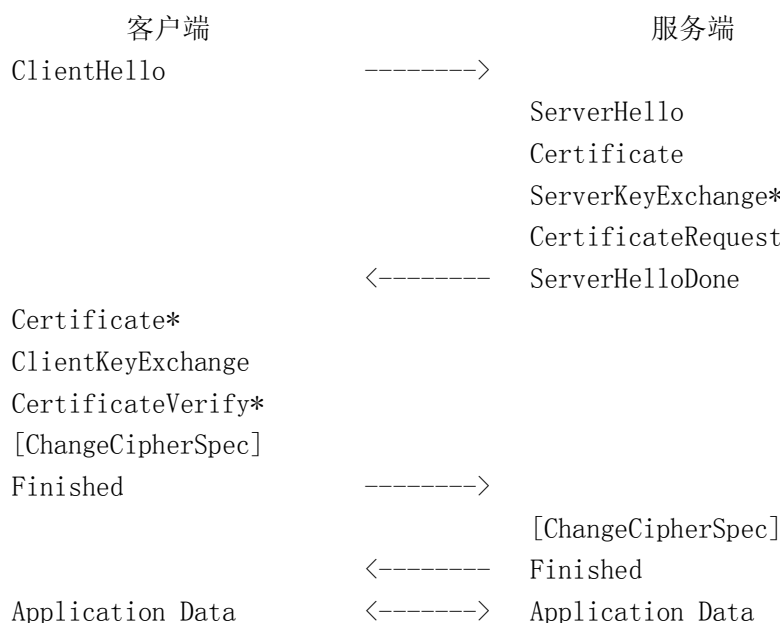 客户端 服务端
ClientHello --------> 
ServerHello
Certificate
ServerKeyExchange*
CertificateRequest
<-------- ServerHelloDone
Certificate*
ClientKeyExchange
CertificateVerify*
[ChangeCipherSpec]
Finished -------->
[ChangeCipherSpec]
<-------- Finished
Application Data <-------> Application Data